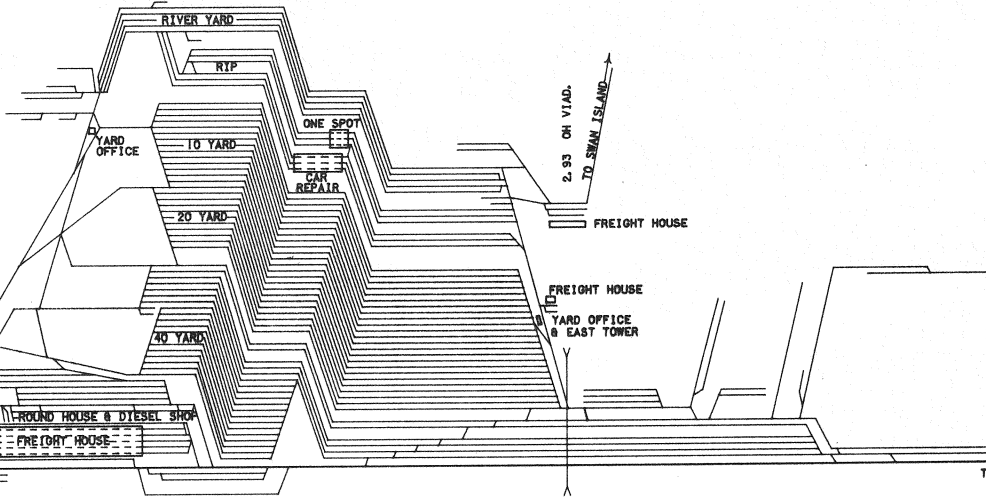 RIVER YARD
RIP
ONE SPOT
YARD
OFFICE
10 YARD
CAR
REPAIR
2.93 OH VIAD.
TO SWAN ISLAND
20 YARD
FREIGHT HOUSE
FREIGHT HOUSE
YARD OFFICE
& EAST TOWER
40 YARD
ROUND HOUSE & DIESEL SHOP
FREIGHT HOUSE
T